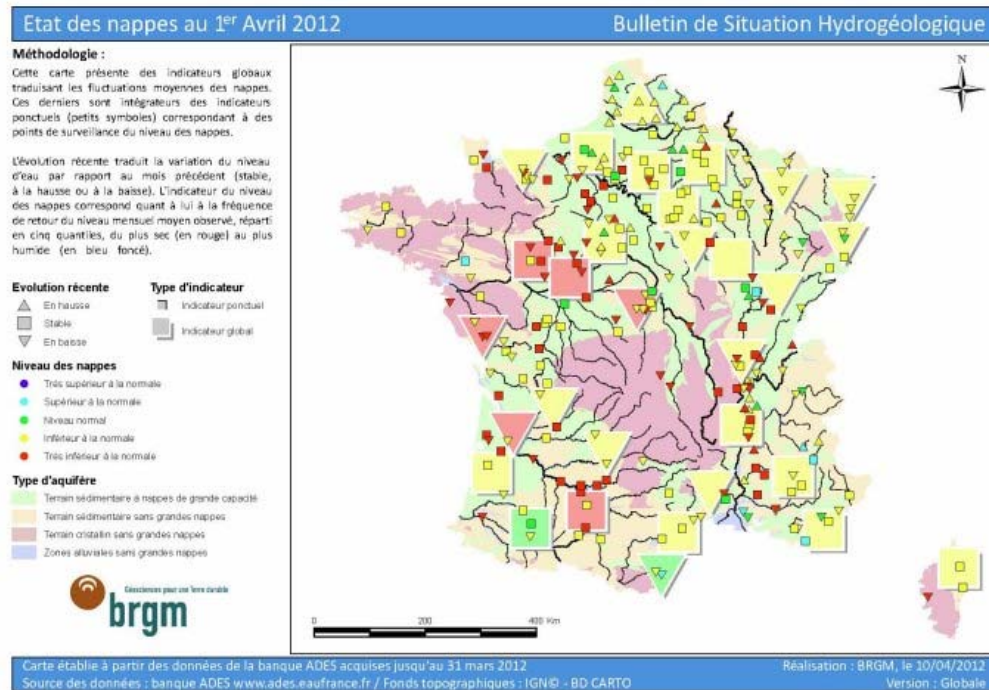 Etat des nappes au 1er Avril 2012
Bulletin de Situation Hydrogéologique
Méthodologie :
Cette carte présente des indicateurs globaux
traduisant les fluctuations moyennes des nappes.
Ces derniers sont intégrateurs des indicateurs
ponctuels (petits symboles) correspondant à des
points de surveillance du niveau des nappes.
L'évolution récente traduit la variation du niveau
d'eau par rapport au mois précédent (stable,
à la hausse ou à la baisse). L'indicateur du niveau
des nappes correspond quant à lui à la fréquence
de retour du niveau mensuel moyen observé, réparti
en cinq quantiles, du plus sec (en rouge) au plus
humide (en bleu foncé).
Evolution récente
En hausse
Stable
En baisse
Type d'indicateur
Indicateur ponctuel
Indicateur global
Niveau des nappes
Très supérieur à la normale
Supérieur à la normale
Niveau normal
Inférieur à la normale
Très inférieur à la normale
Type d'aquifère
Terrain sédimentaire à nappes de grande capacité
Terrain sédimentaire sans grandes nappes
Terrain cristallin sans grandes nappes
Zones alluviales sans grandes nappes
Géosciences pour une Terre durable
brgm
N
0 200 400 Km
Carte établie à partir des données de la banque ADES acquises jusqu'au 31 mars 2012
Source des données : banque ADES www.ades.eaufrance.fr / Fonds topographiques : IGN© - BD CARTO
Réalisation : BRGM, le 10/04/2012
Version : Globale